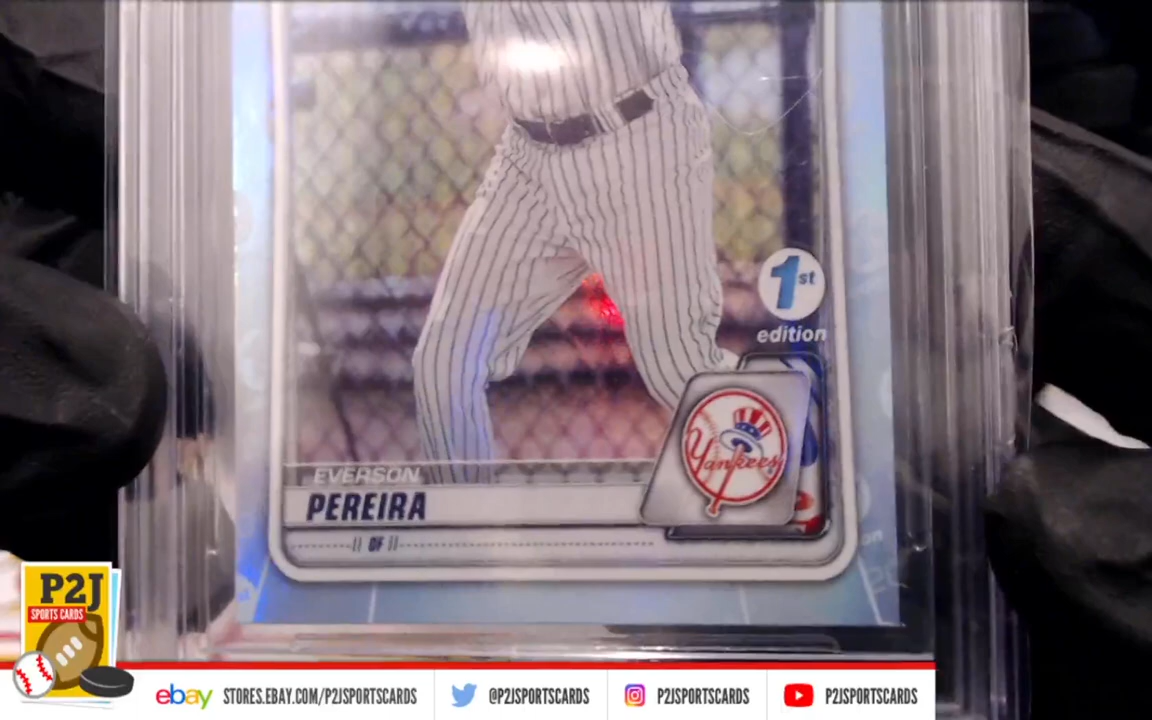 1st
edition
Yankees
EVERSON
PEREIRA
OF
P2J
SPORTS CARDS
ebay STORES.EBAY.COM/P2JSPORTSCARDS
@P2JSPORTSCARDS
P2JSPORTSCARDS
P2JSPORTSCARDS